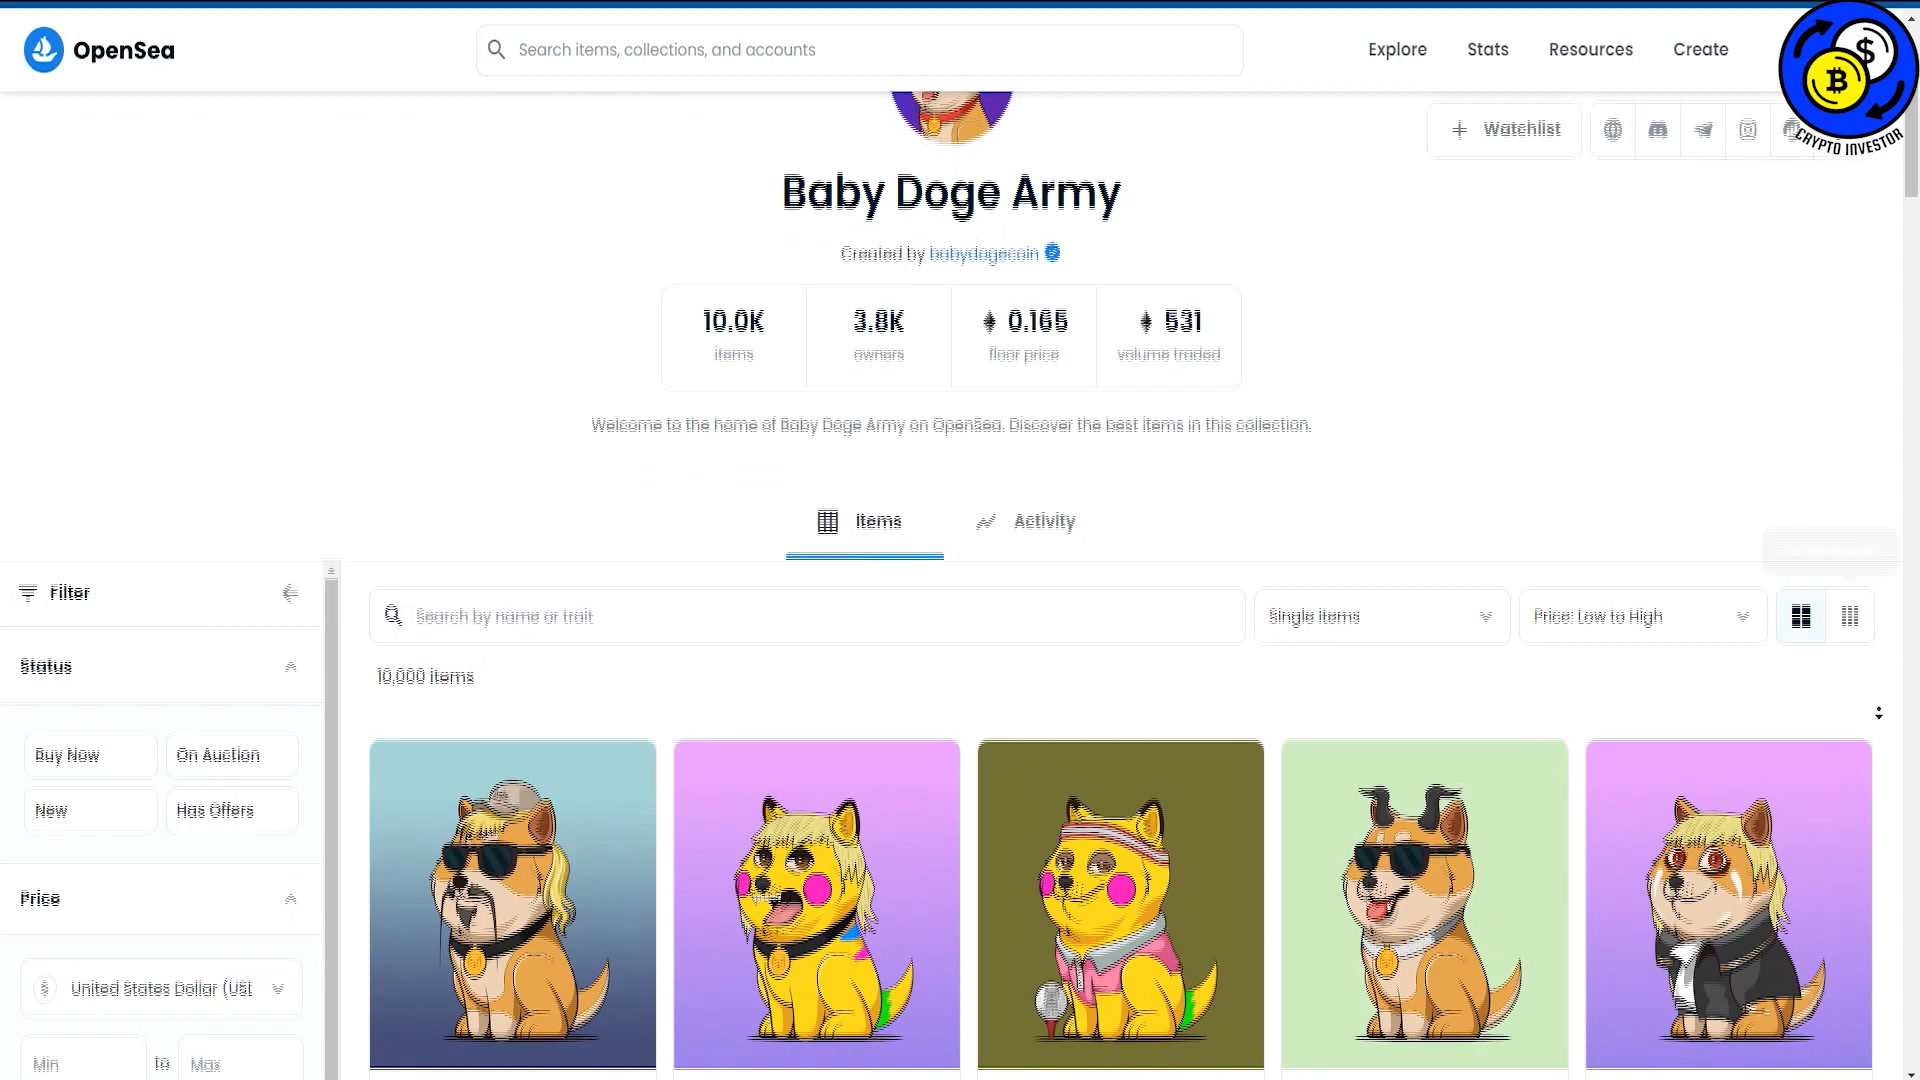 OpenSea
Search items, collections, and accounts
Explore
Stats
Resources
Create
CRYPTO INVESTOR
Watchlist
Baby Doge Army
Created by babydogecoin
10.0K
3.8K
0.165
531
items
owners
floor price
volume traded
Welcome to the home of Baby Doge Army on OpenSea. Discover the best items in this collection.
Items
Activity
Filter
Search by name or trait
Single items
Price: Low to High
Status
10,000 items
Buy Now
On Auction
New
Has Offers
Price
United States Dollar (USD
Min
to
Max